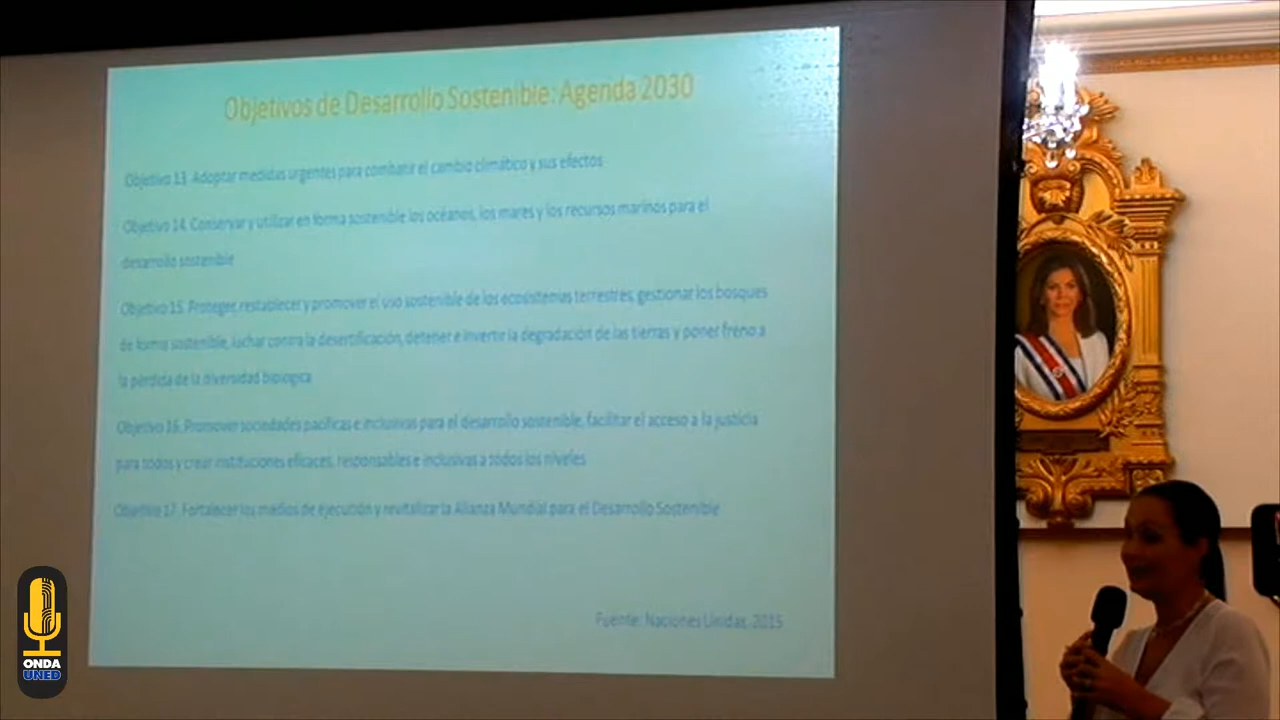 Objetivos de Desarrollo Sostenible: Agenda 2030
Objetivo 13. Adoptar medidas urgentes para combatir el cambio climático y sus efectos
Objetivo 14. Conservar y utilizar en forma sostenible los océanos, los mares y los recursos marinos para el
desarrollo sostenible
Objetivo 15. Proteger, restablecer y promover el uso sostenible de los ecosistemas terrestres, gestionar los bosques
de forma sostenible, luchar contra la desertificación, detener e invertir la degradación de las tierras y poner freno a
la pérdida de la diversidad biológica
Objetivo 16. Promover sociedades pacíficas e inclusivas para el desarrollo sostenible, facilitar el acceso a la justicia
para todos y crear instituciones eficaces, responsables e inclusivas a todos los niveles
Objetivo 17. Fortalecer los medios de ejecución y revitalizar la Alianza Mundial para el Desarrollo Sostenible
Fuente: Naciones Unidas, 2015
ONDA
UNED